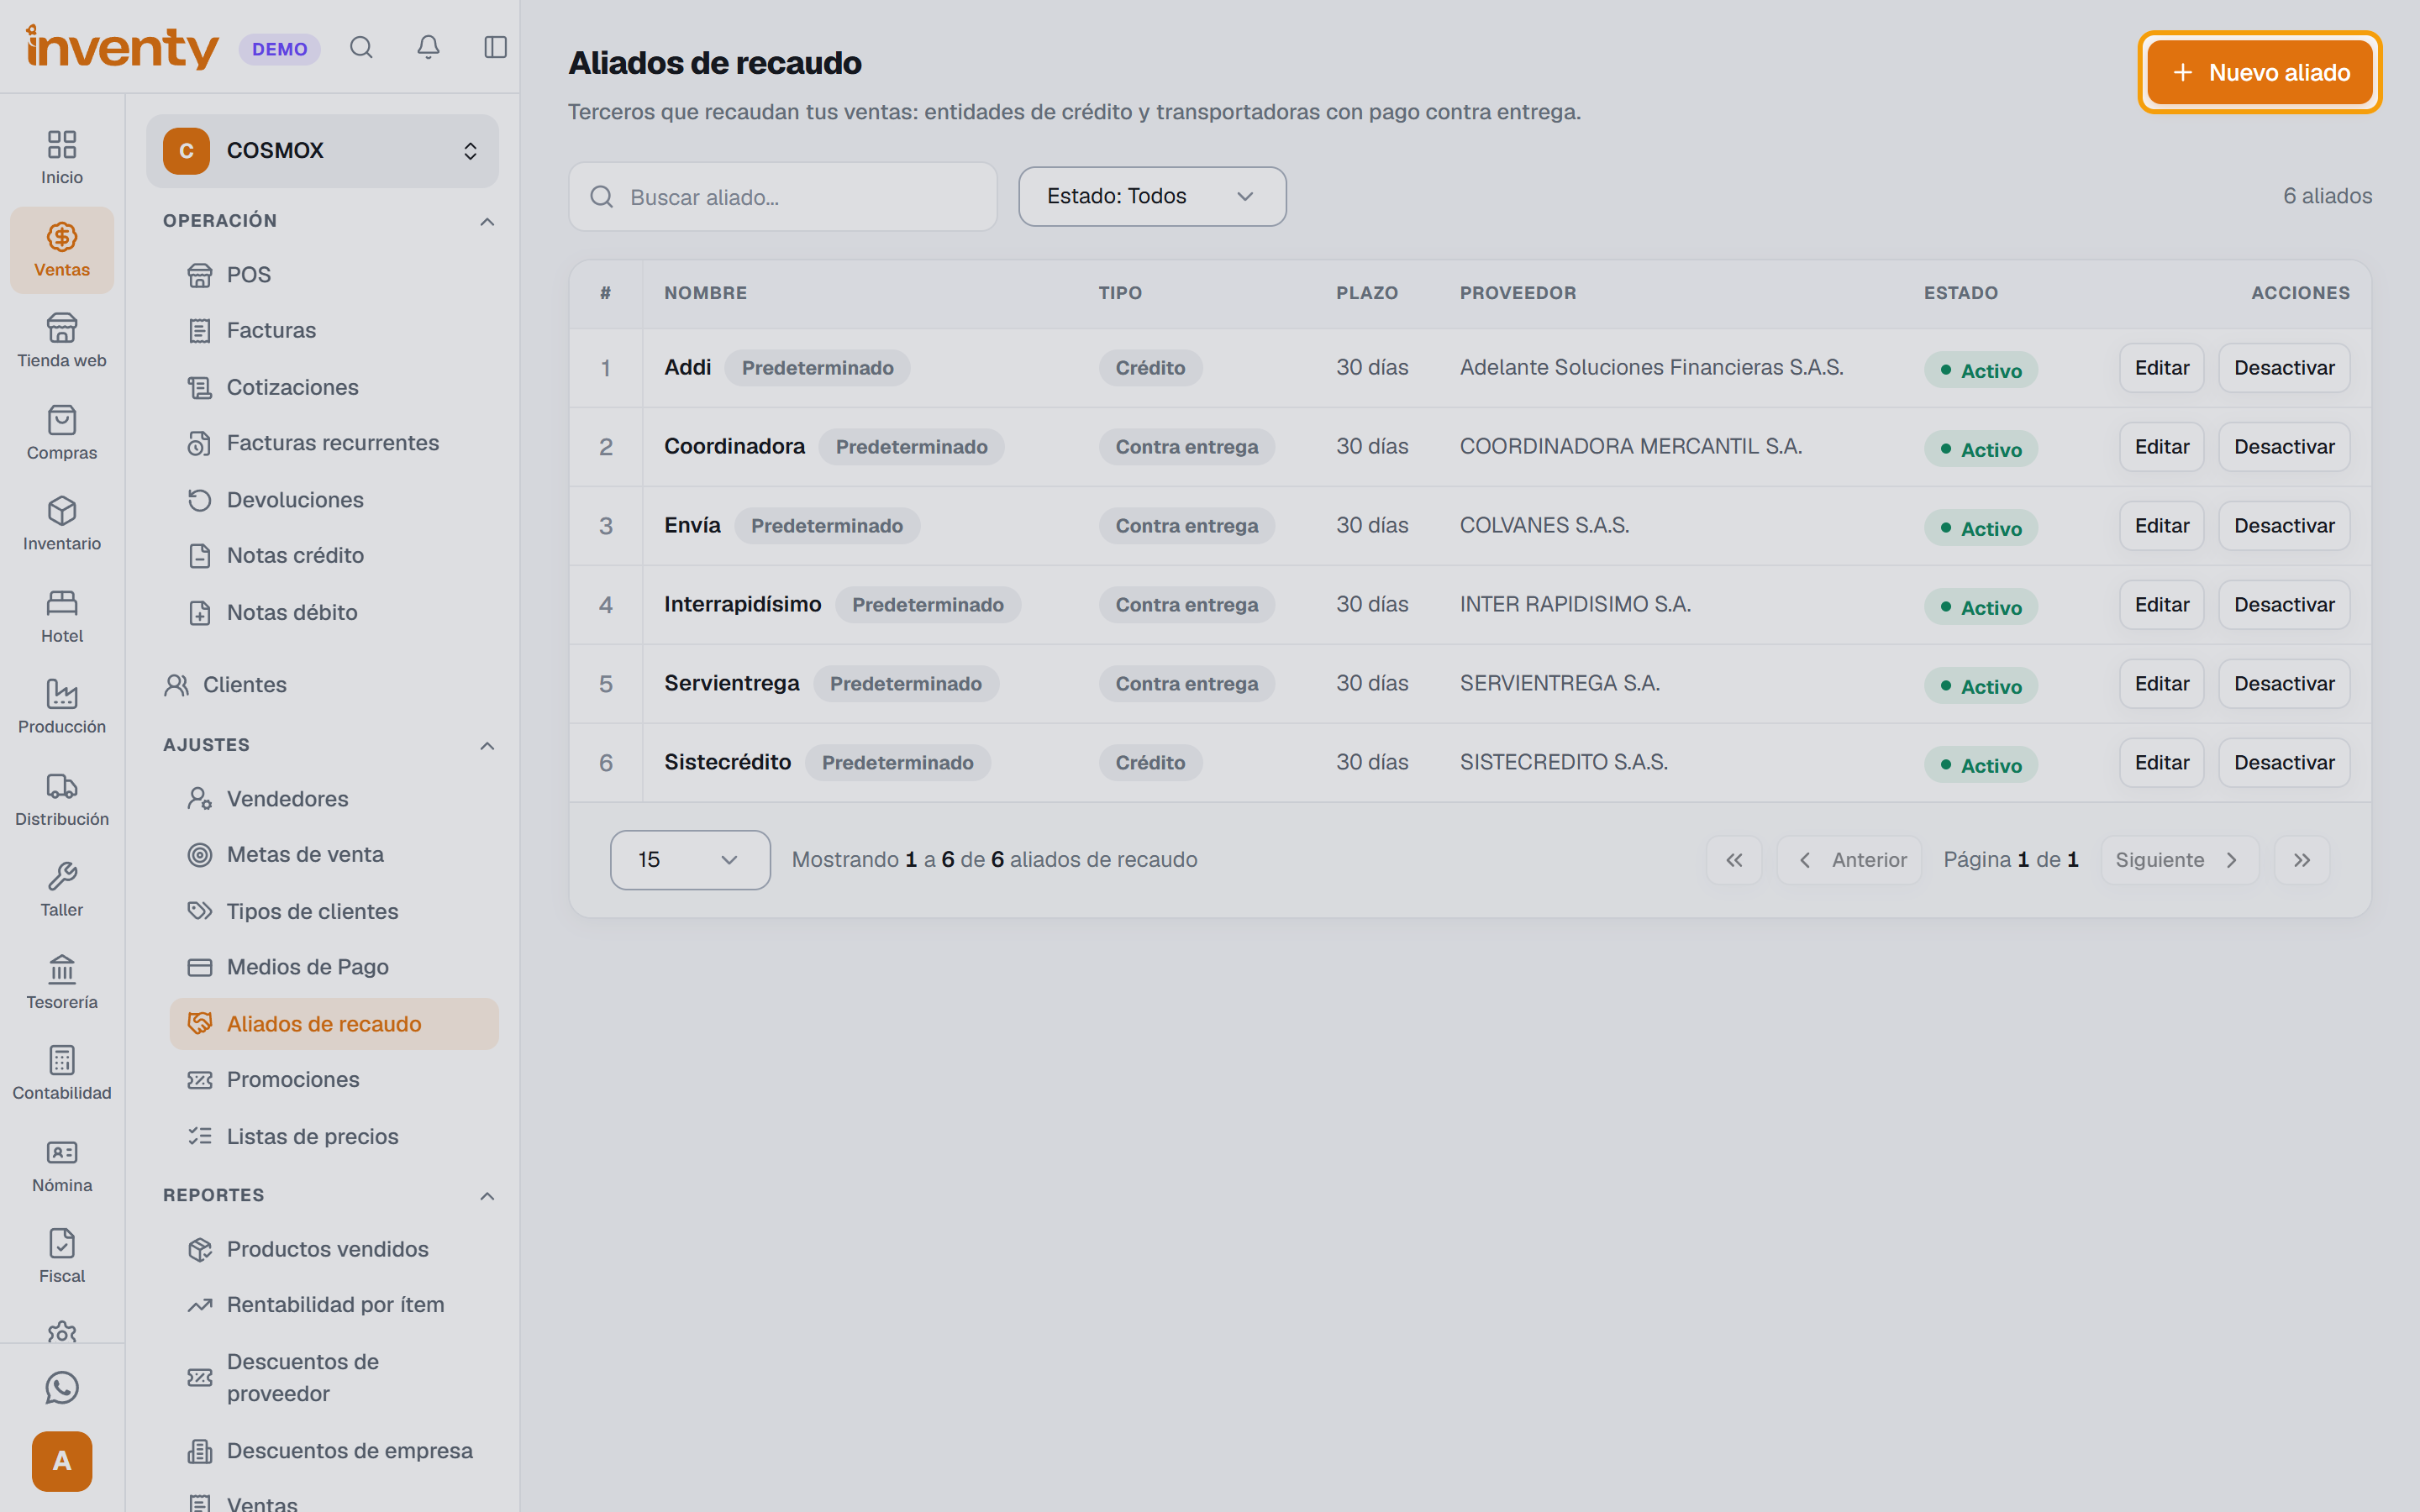 inventy DEMO
Inicio
Ventas
Tienda web
Compras
Inventario
Hotel
Producción
Distribución
Taller
Tesorería
Contabilidad
Nómina
Fiscal
A
C COSMOX
OPERACIÓN
POS
Facturas
Cotizaciones
Facturas recurrentes
Devoluciones
Notas crédito
Notas débito
Clientes
AJUSTES
Vendedores
Metas de venta
Tipos de clientes
Medios de Pago
Aliados de recaudo
Promociones
Listas de precios
REPORTES
Productos vendidos
Rentabilidad por ítem
Descuentos de
proveedor
Descuentos de empresa
Ventas
Aliados de recaudo
Terceros que recaudan tus ventas: entidades de crédito y transportadoras con pago contra entrega.
+ Nuevo aliado
Buscar aliado...
Estado: Todos
6 aliados
# NOMBRE TIPO PLAZO PROVEEDOR ESTADO ACCIONES
1 Addi Predeterminado Crédito 30 días Adelante Soluciones Financieras S.A.S. Activo Editar Desactivar
2 Coordinadora Predeterminado Contra entrega 30 días COORDINADORA MERCANTIL S.A. Activo Editar Desactivar
3 Envía Predeterminado Contra entrega 30 días COLVANES S.A.S. Activo Editar Desactivar
4 Interrapidísimo Predeterminado Contra entrega 30 días INTER RAPIDISIMO S.A. Activo Editar Desactivar
5 Servientrega Predeterminado Contra entrega 30 días SERVIENTREGA S.A. Activo Editar Desactivar
6 Sistecrédito Predeterminado Crédito 30 días SISTECREDITO S.A.S. Activo Editar Desactivar
15 Mostrando 1 a 6 de 6 aliados de recaudo Anterior Página 1 de 1 Siguiente